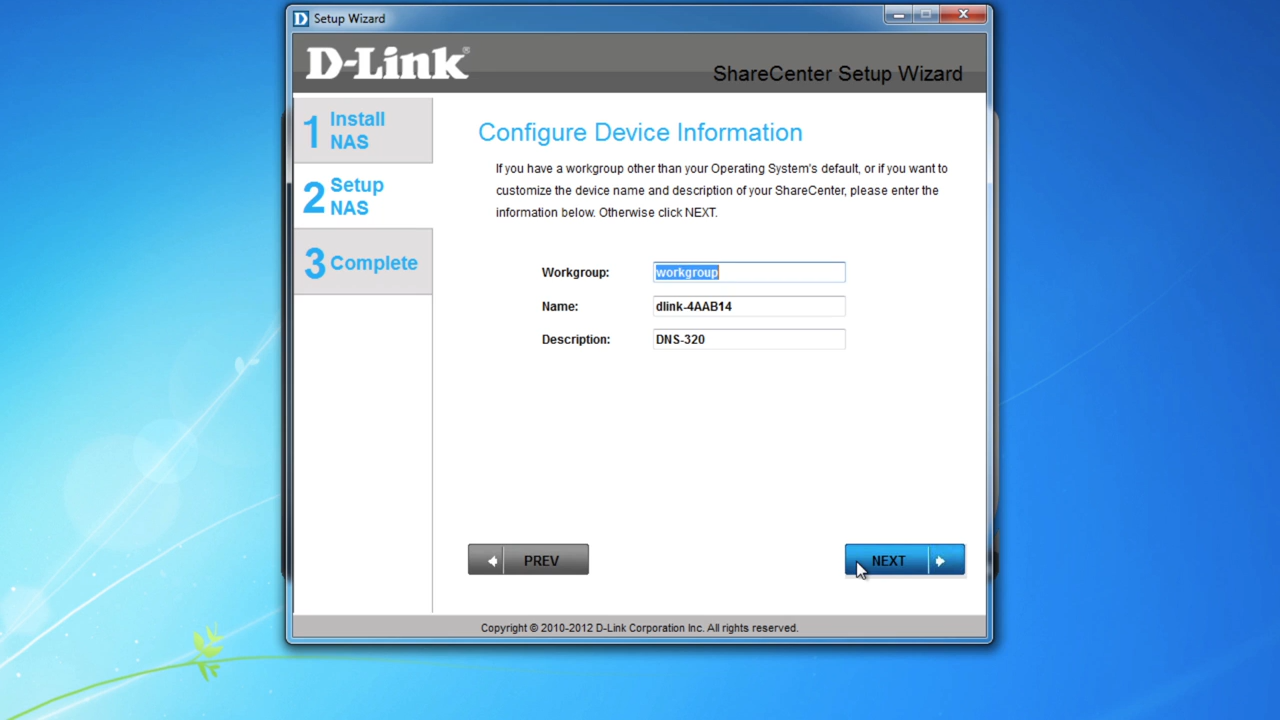 Setup Wizard
D-Link®
ShareCenter Setup Wizard
1 Install NAS
2 Setup NAS
3 Complete
Configure Device Information
If you have a workgroup other than your Operating System's default, or if you want to
customize the device name and description of your ShareCenter, please enter the
information below. Otherwise click NEXT.
Workgroup: workgroup
Name: dlink-4AAB14
Description: DNS-320
PREV
NEXT
Copyright © 2010-2012 D-Link Corporation Inc. All rights reserved.